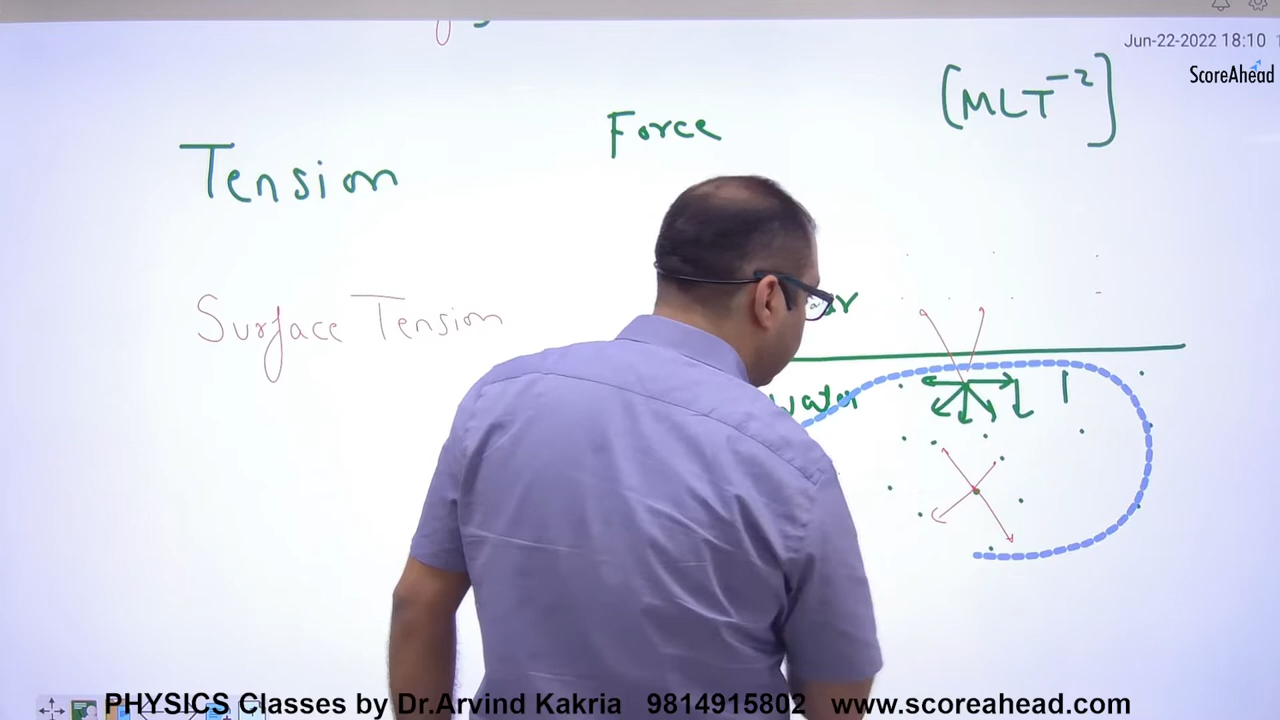 Jun-22-2022 18:10
ScoreAhead
[MLT⁻²]
Force
Tension
Surface Tension
water
PHYSICS Classes by Dr.Arvind Kakria 9814915802 www.scoreahead.com